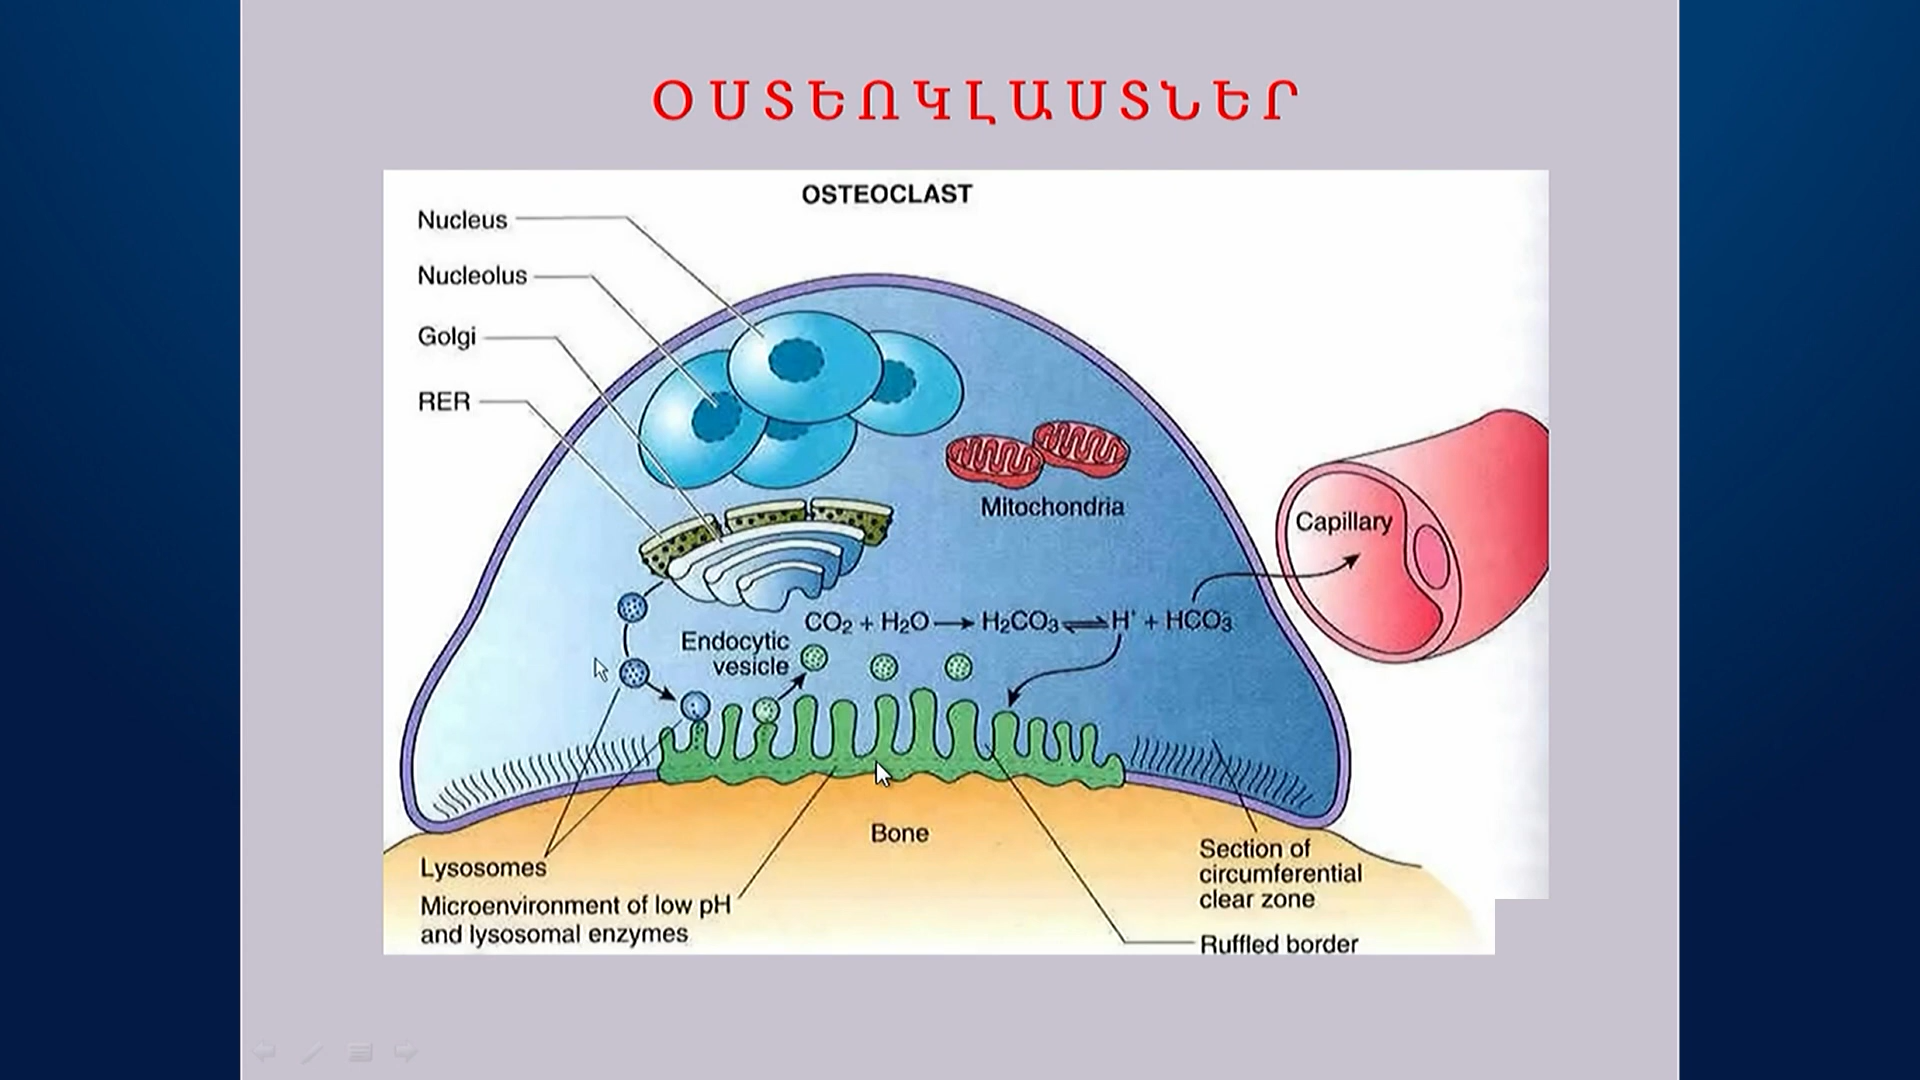 ՕՍՏԵՈԿԼԱՍՏՆԵՐ
OSTEOCLAST
Nucleus
Nucleolus
Golgi
RER
Mitochondria
Capillary
CO₂ + H₂O → H₂CO₃ ⇌ H⁺ + HCO₃
Endocytic
vesicle
Bone
Lysosomes
Microenvironment of low pH
and lysosomal enzymes
Section of
circumferential
clear zone
Ruffled border